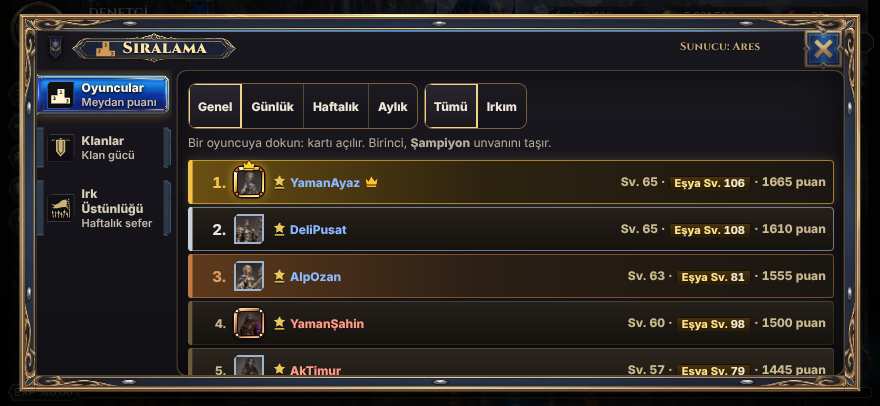 DENETÇİ
SIRALAMA
SUNUCU: ARES
Oyuncular
Meydan puanı
Klanlar
Klan gücü
Irk
Üstünlüğü
Haftalık sefer
Genel Günlük Haftalık Aylık Tümü Irkım
Bir oyuncuya dokun: kartı açılır. Birinci, Şampiyon unvanını taşır.
1. YamanAyaz Sv. 65 · Eşya Sv. 106 · 1665 puan
2. DeliPusat Sv. 65 · Eşya Sv. 108 · 1610 puan
3. AlpOzan Sv. 63 · Eşya Sv. 81 · 1555 puan
4. YamanŞahin Sv. 60 · Eşya Sv. 98 · 1500 puan
5. AkTimur Sv. 57 · Eşya Sv. 79 · 1445 puan